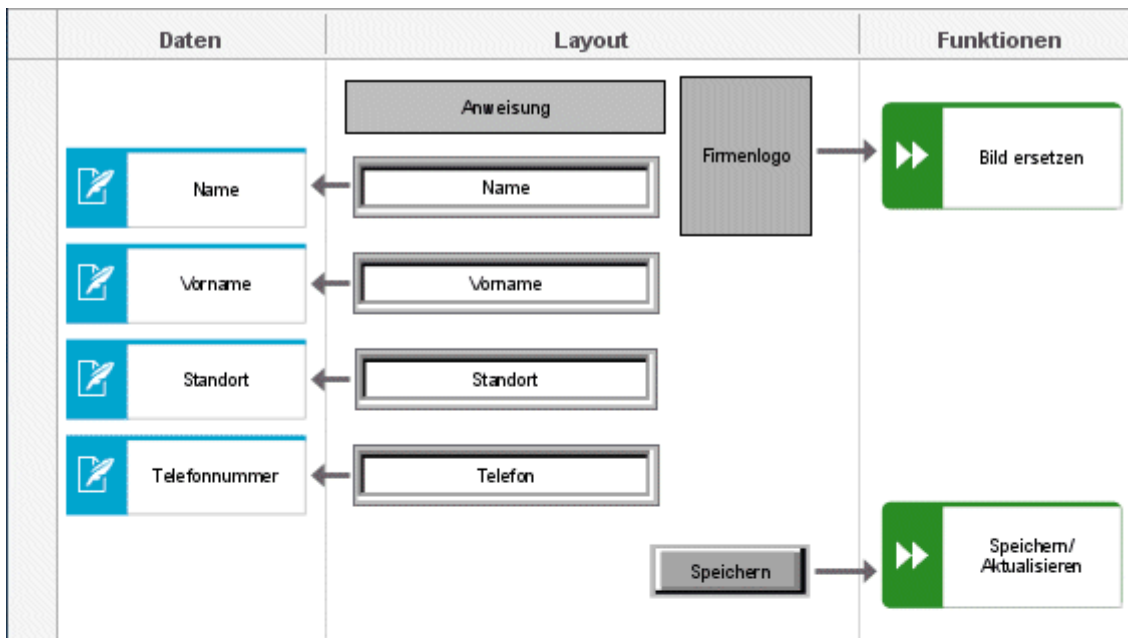 Daten
Layout
Funktionen
Anweisung
Firmenlogo
Bild ersetzen
Name
Name
Vorname
Vorname
Standort
Standort
Telefonnummer
Telefon
Speichern
Speichern/
Aktualisieren